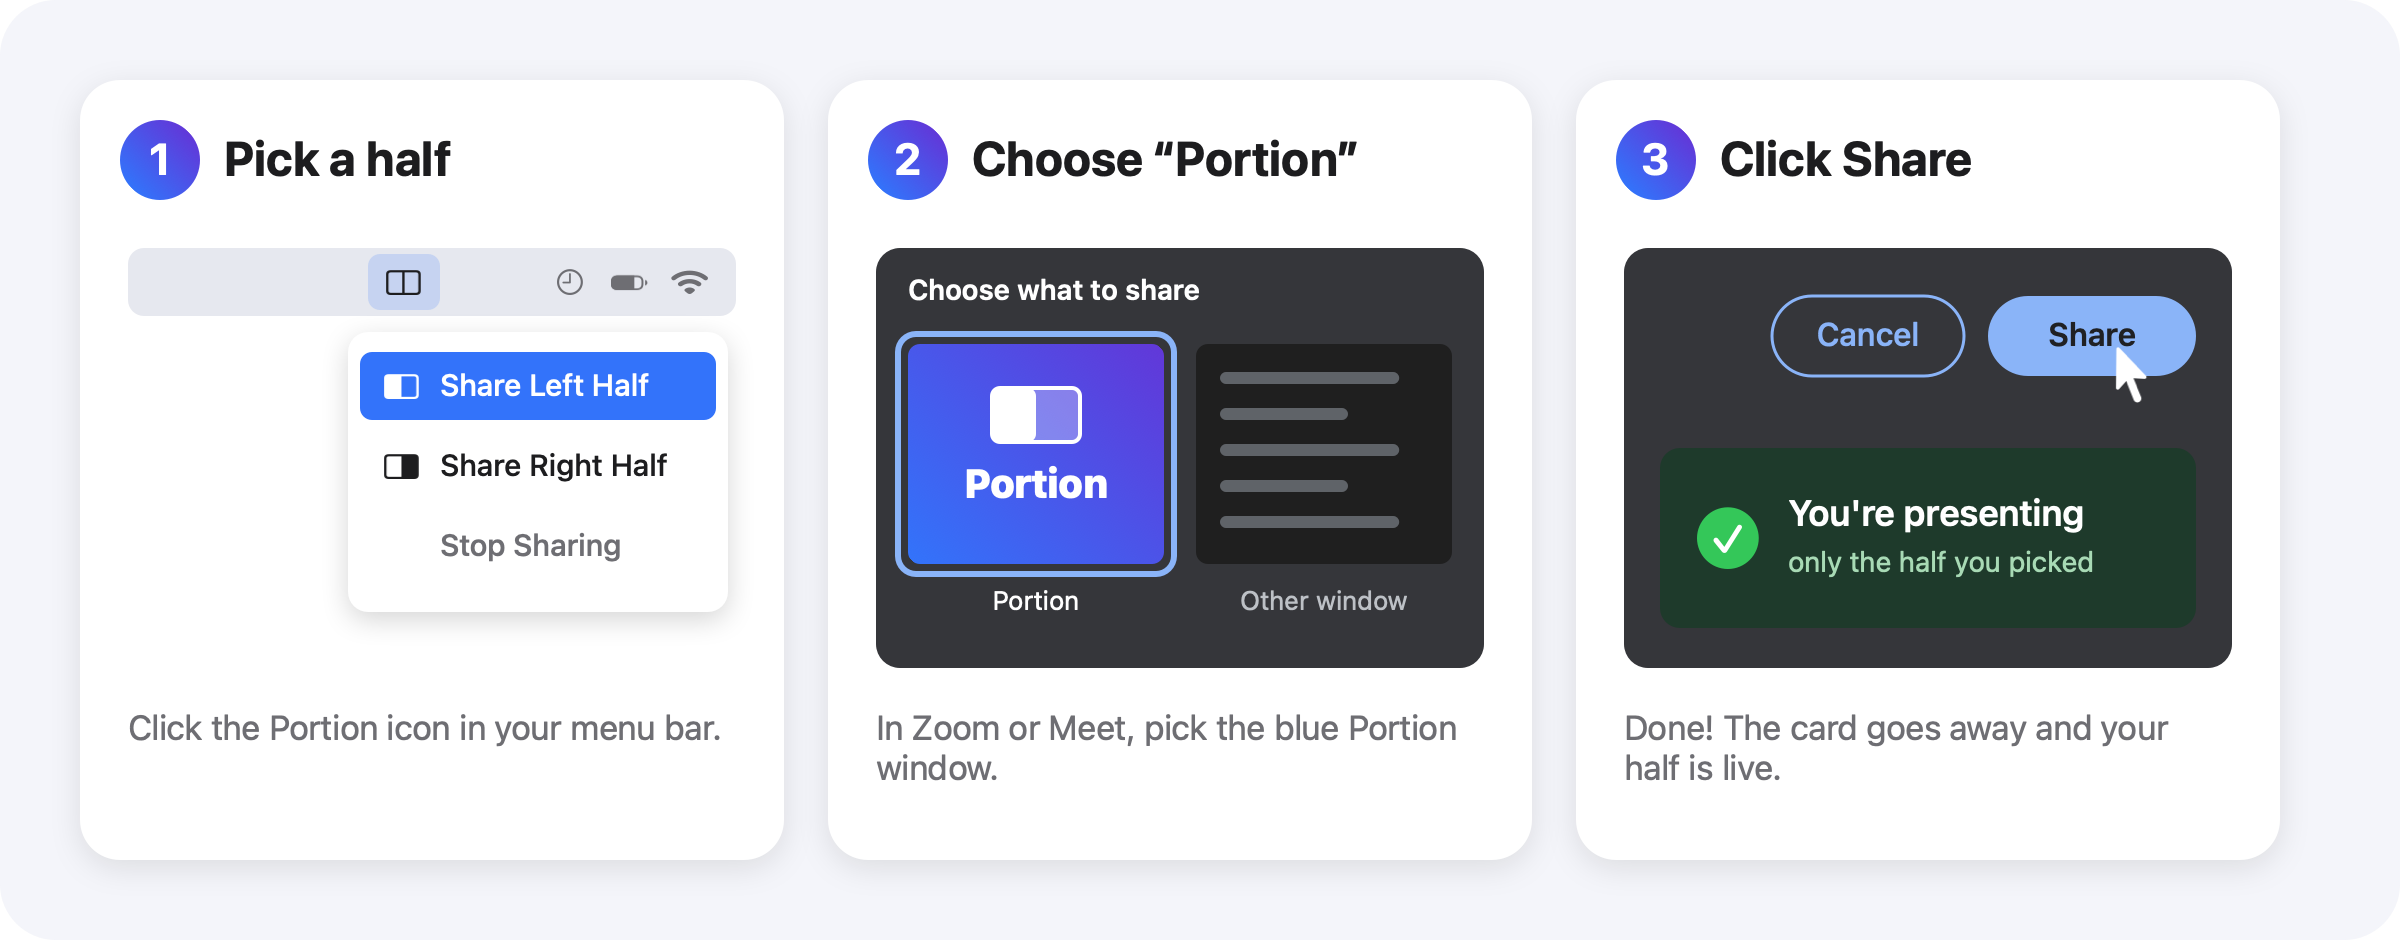 1 Pick a half
Share Left Half
Share Right Half
Stop Sharing
Click the Portion icon in your menu bar.
2 Choose “Portion”
Choose what to share
Portion
Portion
Other window
In Zoom or Meet, pick the blue Portion
window.
3 Click Share
Cancel
Share
You're presenting
only the half you picked
Done! The card goes away and your
half is live.